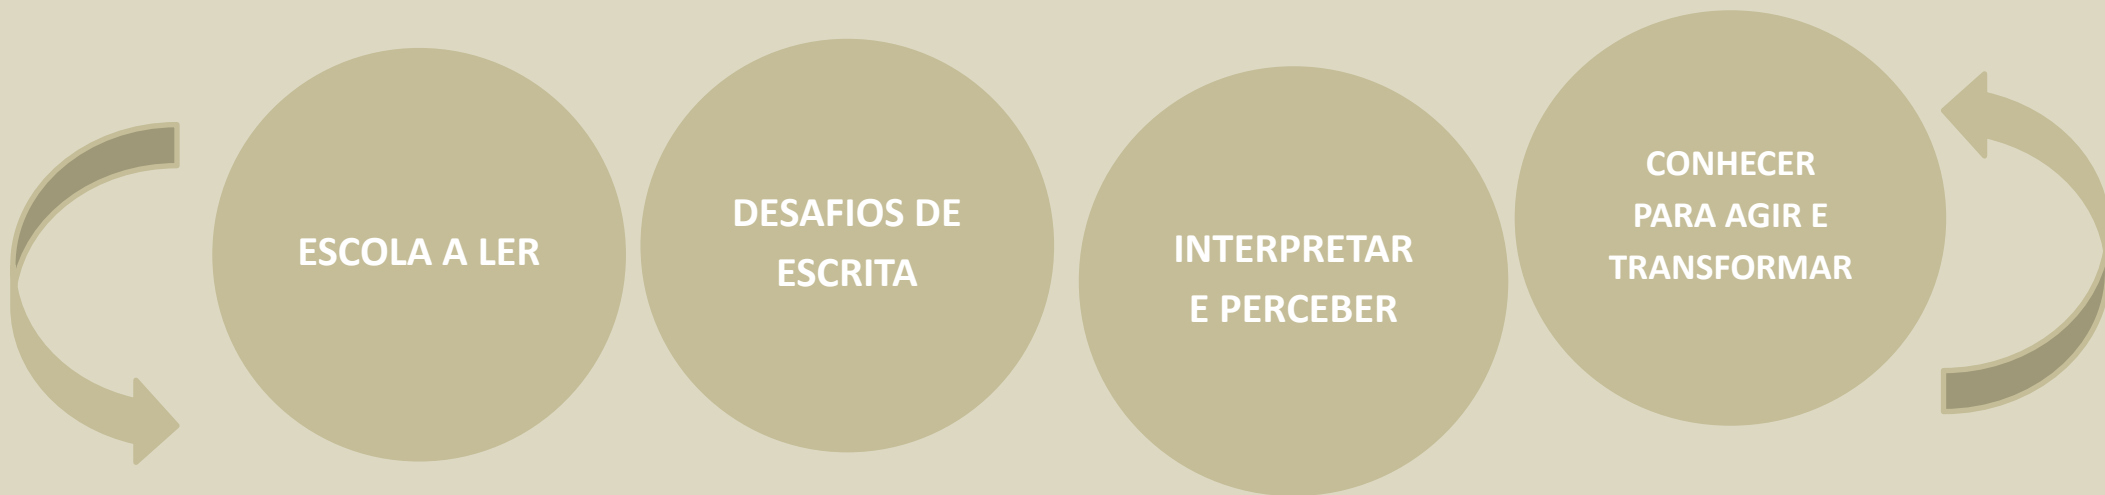 ESCOLA A LER
DESAFIOS DE
ESCRITA
INTERPRETAR
E PERCEBER
CONHECER
PARA AGIR E
TRANSFORMAR